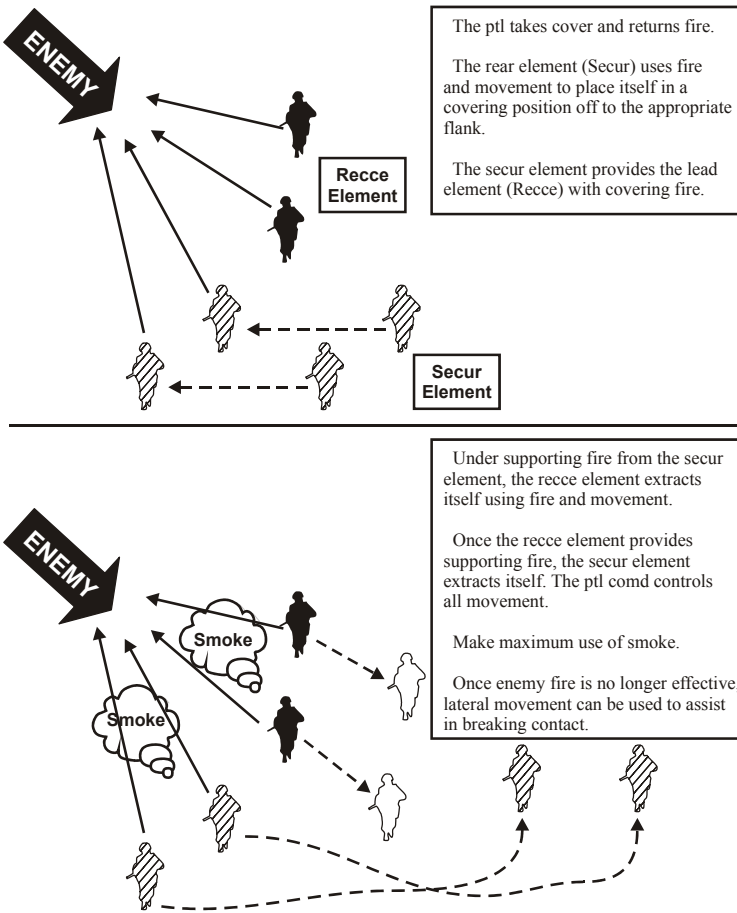 ENEMY
The ptl takes cover and returns fire.
The rear element (Secur) uses fire
and movement to place itself in a
covering position off to the appropriate
flank.
The secur element provides the lead
element (Recce) with covering fire.
Recce
Element
Secur
Element
Under supporting fire from the secur
element, the recce element extracts
itself using fire and movement.
Once the recce element provides
supporting fire, the secur element
extracts itself. The ptl comd controls
all movement.
Make maximum use of smoke.
Once enemy fire is no longer effective,
lateral movement can be used to assist
in breaking contact.
ENEMY
Smoke
Smoke